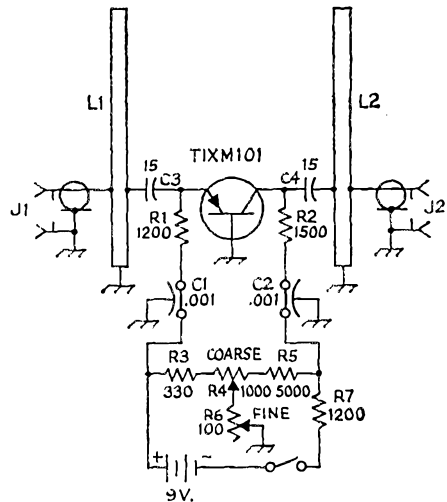 L1
L2
TIXM101
15
C3
C4
15
J1
J2
R1
1200
R2
1500
C1
.001
C2
.001
R3
330
COARSE
R4
1000
R5
5000
R6
100
FINE
R7
1200
+
-
9V.